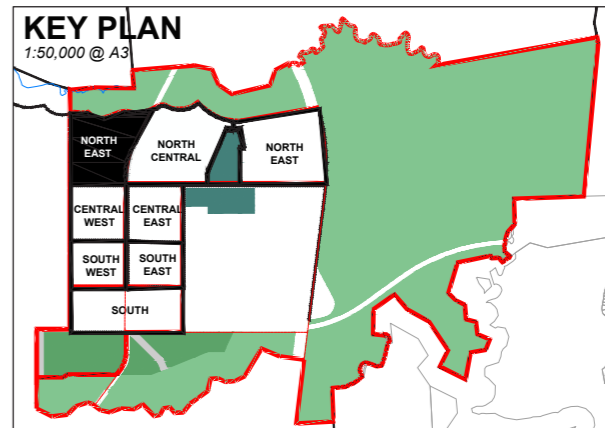 KEY PLAN
1:50,000 @ A3
NORTH
EAST
NORTH
CENTRAL
NORTH
EAST
CENTRAL
WEST
CENTRAL
EAST
SOUTH
WEST
SOUTH
EAST
SOUTH